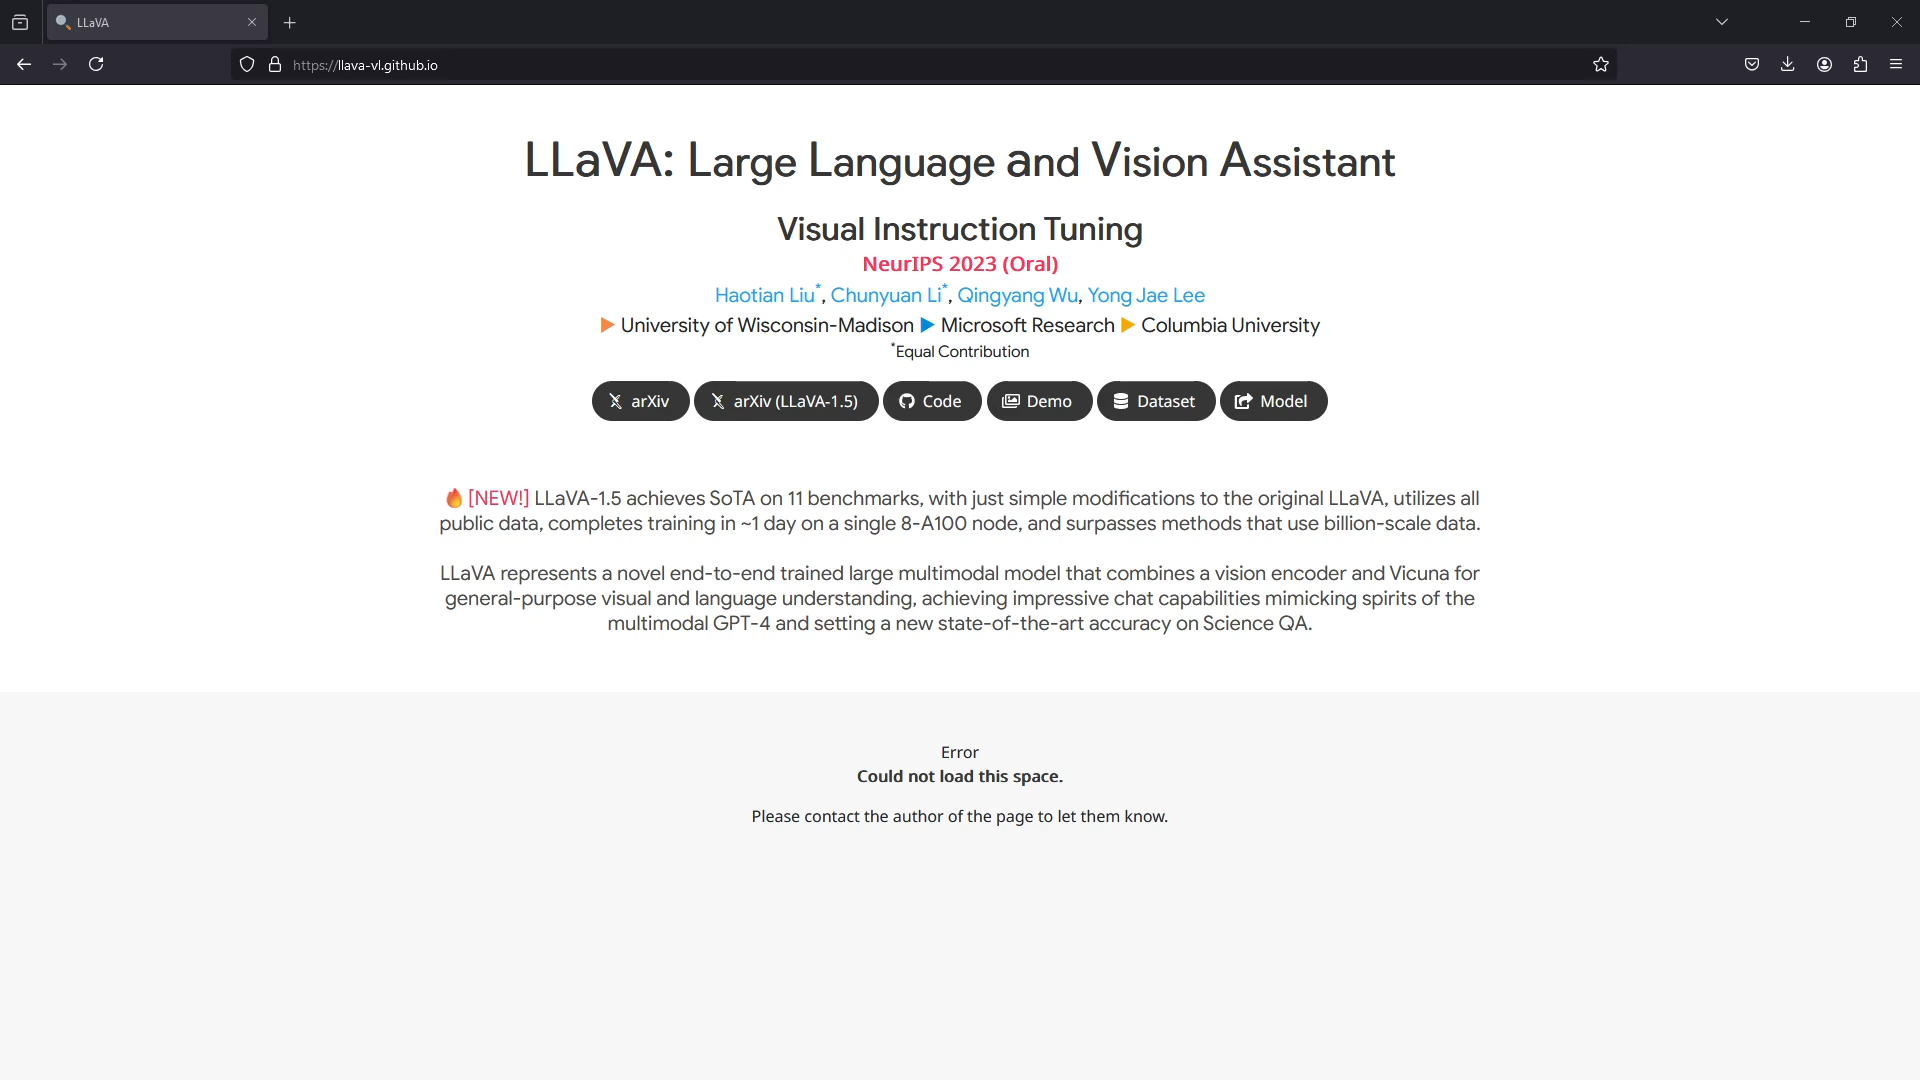 LLaVA
https://llava-vl.github.io
LLaVA: Large Language and Vision Assistant
Visual Instruction Tuning
NeurIPS 2023 (Oral)
Haotian Liu*, Chunyuan Li*, Qingyang Wu, Yong Jae Lee
University of Wisconsin-Madison Microsoft Research Columbia University
*Equal Contribution
arXiv arXiv (LLaVA-1.5) Code Demo Dataset Model
🔥[NEW!] LLaVA-1.5 achieves SoTA on 11 benchmarks, with just simple modifications to the original LLaVA, utilizes all
public data, completes training in ~1 day on a single 8-A100 node, and surpasses methods that use billion-scale data.
LLaVA represents a novel end-to-end trained large multimodal model that combines a vision encoder and Vicuna for
general-purpose visual and language understanding, achieving impressive chat capabilities mimicking spirits of the
multimodal GPT-4 and setting a new state-of-the-art accuracy on Science QA.
Error
Could not load this space.
Please contact the author of the page to let them know.